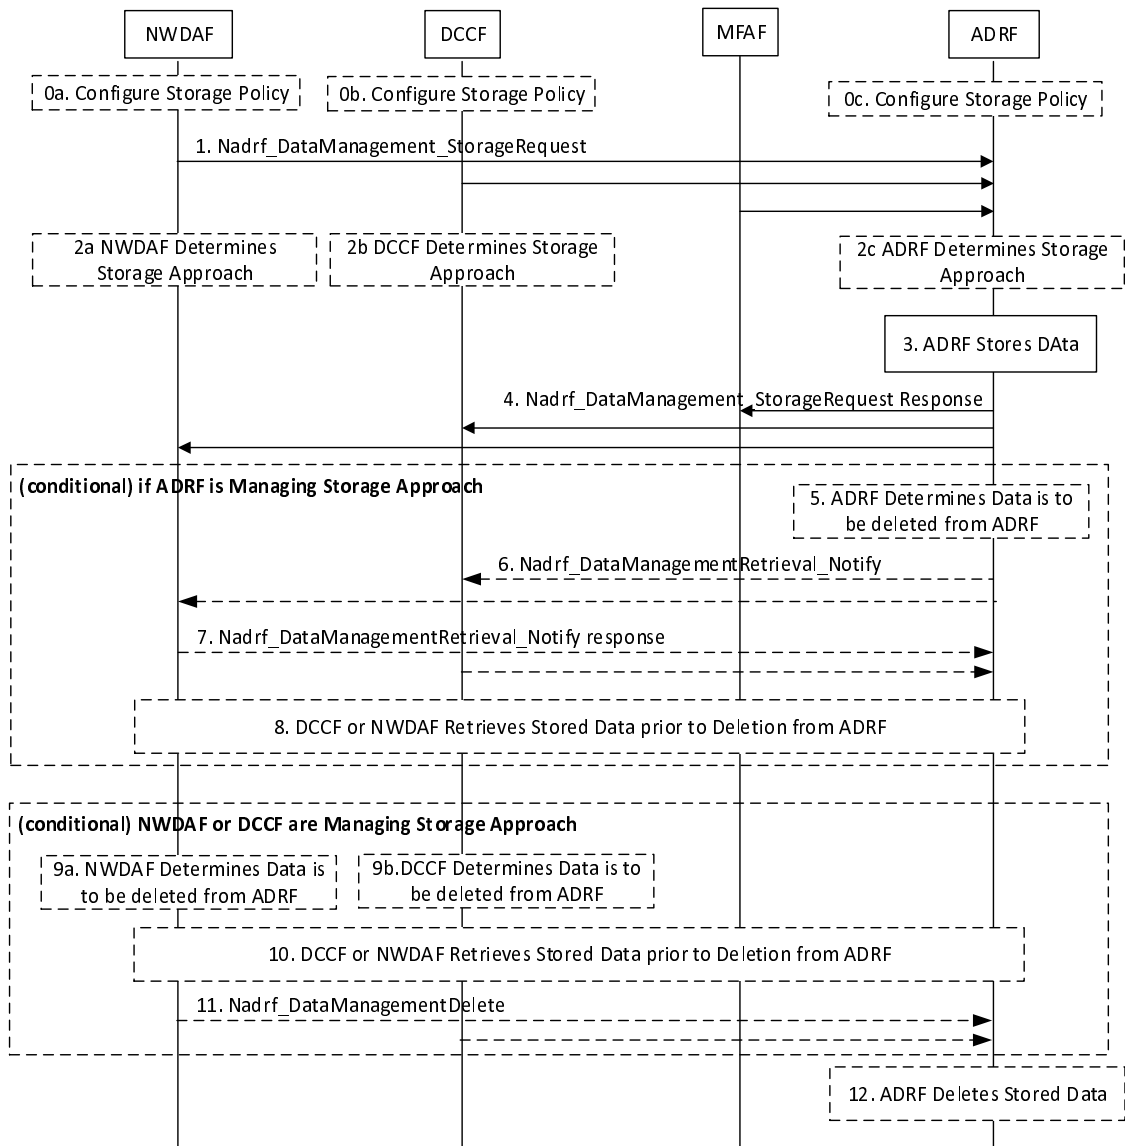 NWDAF
DCCF
MFAF
ADRF
0a. Configure Storage Policy
0b. Configure Storage Policy
0c. Configure Storage Policy
1. Nadrf_DataManagement_StorageRequest
2a NWDAF Determines
Storage Approach
2b DCCF Determines Storage
Approach
2c ADRF Determines Storage
Approach
3. ADRF Stores DAta
4. Nadrf_DataManagement_StorageRequest Response
(conditional) if ADRF is Managing Storage Approach
5. ADRF Determines Data is to
be deleted from ADRF
6. Nadrf_DataManagementRetrieval_Notify
7. Nadrf_DataManagementRetrieval_Notify response
8. DCCF or NWDAF Retrieves Stored Data prior to Deletion from ADRF
(conditional) NWDAF or DCCF are Managing Storage Approach
9a. NWDAF Determines Data is
to be deleted from ADRF
9b.DCCF Determines Data is to
be deleted from ADRF
10. DCCF or NWDAF Retrieves Stored Data prior to Deletion from ADRF
11. Nadrf_DataManagementDelete
12. ADRF Deletes Stored Data